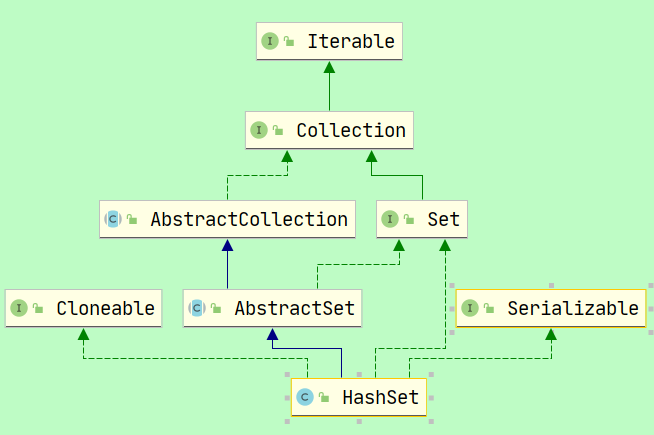 I Iterable
I Collection
C AbstractCollection
I Set
I Cloneable
C AbstractSet
I Serializable
C HashSet